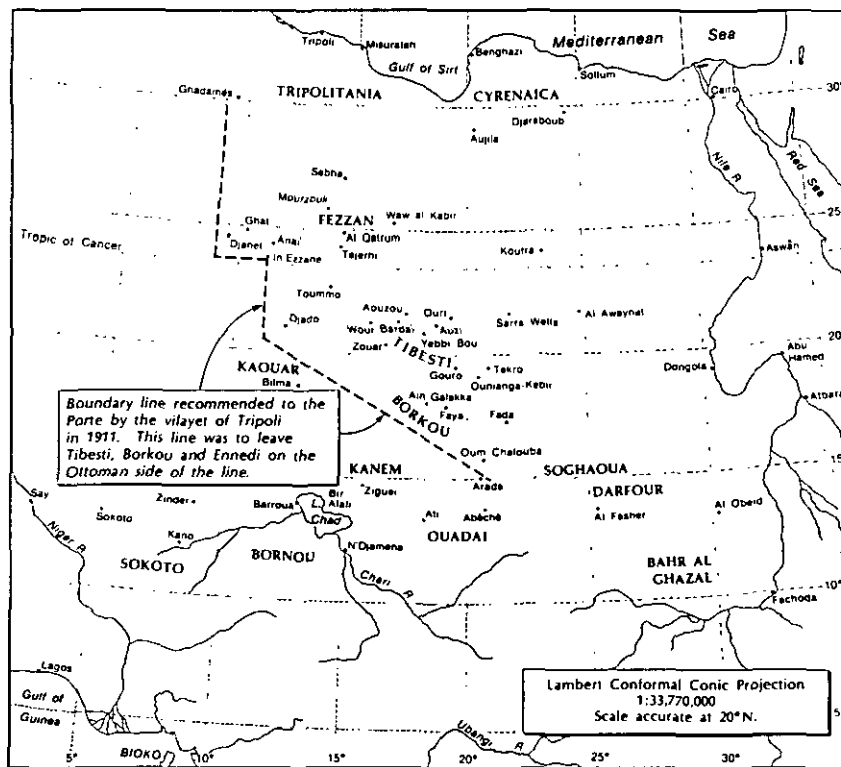 Tripoli
Misuratah
Benghazi
Mediterranean Sea
Gulf of Sirt
Sollum
Cairo
30°
Ghadames
TRIPOLITANIA
CYRENAICA
Djaraboub
Aujila
Nile R
Red Sea
Sebha
Mourzouk
Waw al Kabir
25°
FEZZAN
Ghat
Al Qatrum
Tropic of Cancer
Djanet
Anai
In Ezzane
Tajerhi
Koufra
Aswan
Toummo
Aouzou
Ouri
Sarra Wells
Al Awaynat
Djado
Wour
Bardai
Auzi
Yebbi Bou
20°
Zouar
TIBESTI
Abu
Hamed
KAOUAR
Gouro
Tekro
Dongola
Bilma
Ounianga-Kebir
Atbara
Ain Galakka
BORKOU
Faya
Fada
Boundary line recommended to the
Porte by the vilayet of Tripoli
in 1911. This line was to leave
Tibesti, Borkou and Ennedi on the
Ottoman side of the line.
Oum Chalouba
15°
KANEM
SOGHAOUA
Arada
Say
Zinder
Barroua
L.
Chad
Bir
Alali
Ziguei
DARFOUR
Sokoto
Ati
Abéché
Al Fasher
Al Obeid
Kano
OUADAI
Niger R
SOKOTO
BORNOU
N'Djamena
BAHR AL
GHAZAL
Chari R
10°
Fachoda
Lagos
Lambert Conformal Conic Projection
1:33,770,000
Scale accurate at 20° N.
Gulf of
Guinea
5
Ubangi R
BIOKO
5°
10°
15°
20°
25°
30°